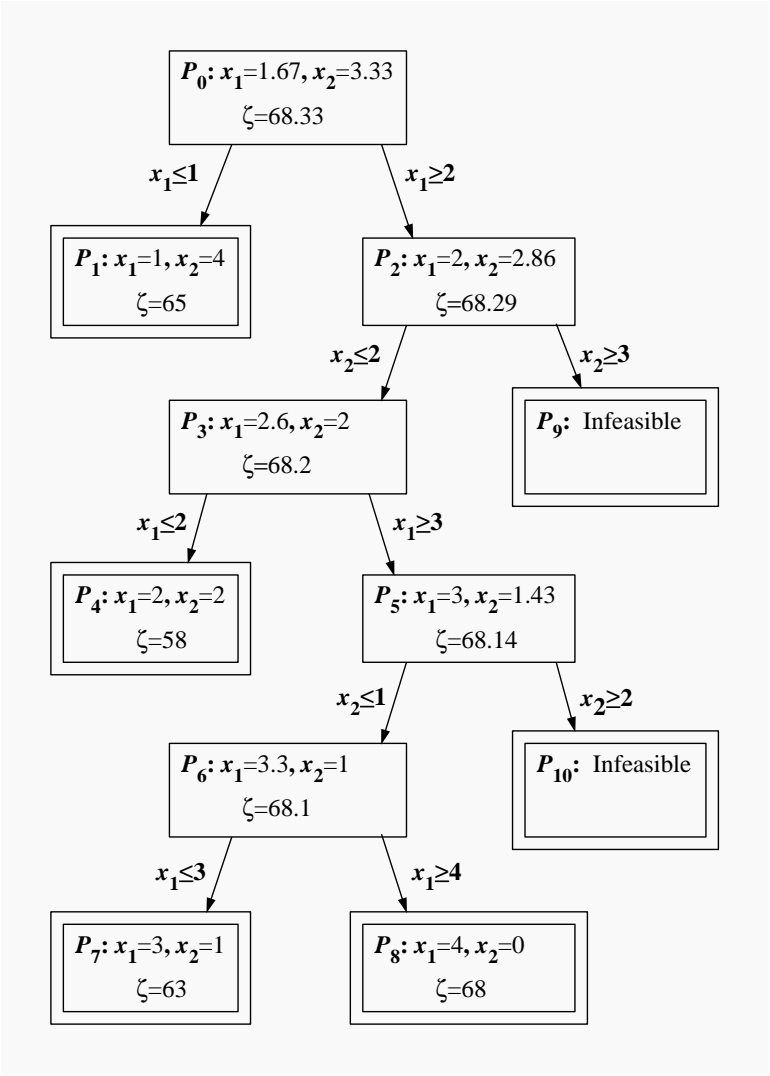 P0: x1=1.67, x2=3.33
ζ=68.33
x1≤1
x1≥2
P1: x1=1, x2=4
ζ=65
P2: x1=2, x2=2.86
ζ=68.29
x2≤2
x2≥3
P3: x1=2.6, x2=2
ζ=68.2
P9: Infeasible
x1≤2
x1≥3
P4: x1=2, x2=2
ζ=58
P5: x1=3, x2=1.43
ζ=68.14
x2≤1
x2≥2
P6: x1=3.3, x2=1
ζ=68.1
P10: Infeasible
x1≤3
x1≥4
P7: x1=3, x2=1
ζ=63
P8: x1=4, x2=0
ζ=68